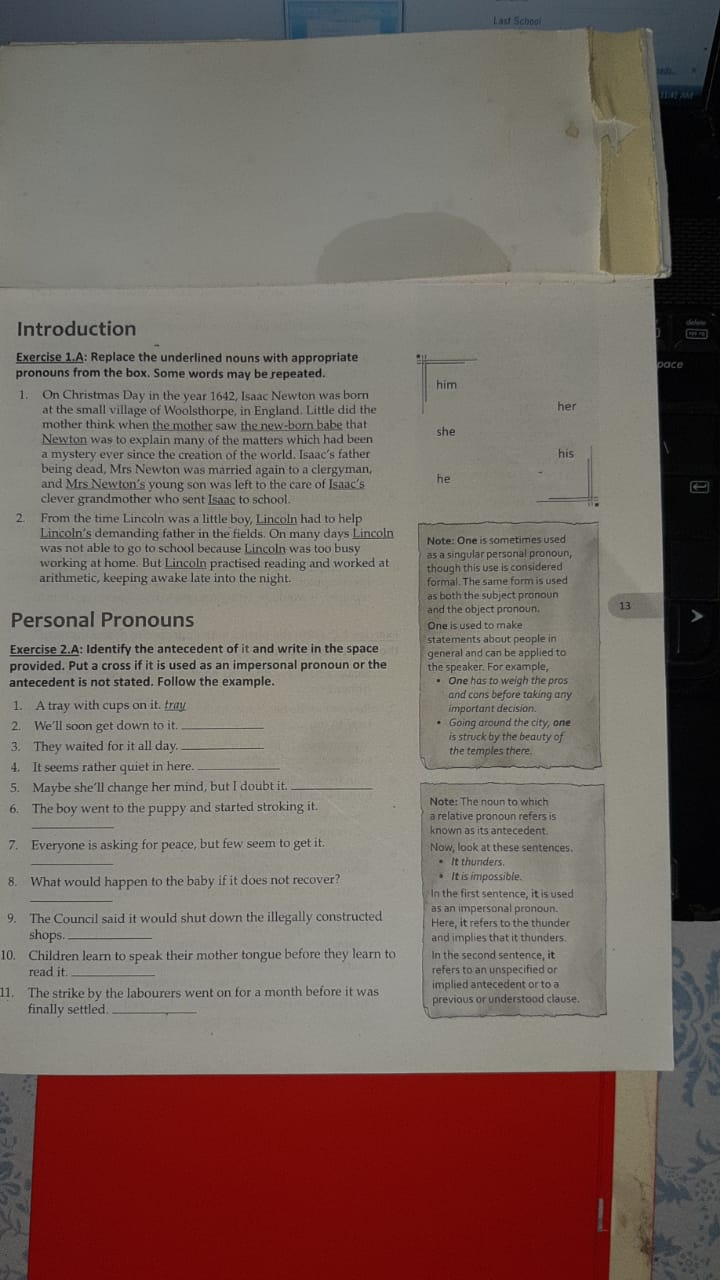 Last School
11:42 AM
delete
pace
Introduction
Exercise 1.A: Replace the underlined nouns with appropriate
pronouns from the box. Some words may be repeated.
1. On Christmas Day in the year 1642, Isaac Newton was born
at the small village of Woolsthorpe, in England. Little did the
mother think when the mother saw the new-born babe that
Newton was to explain many of the matters which had been
a mystery ever since the creation of the world. Isaac's father
being dead, Mrs Newton was married again to a clergyman,
and Mrs Newton's young son was left to the care of Isaac's
clever grandmother who sent Isaac to school.
2. From the time Lincoln was a little boy, Lincoln had to help
Lincoln's demanding father in the fields. On many days Lincoln
was not able to go to school because Lincoln was too busy
working at home. But Lincoln practised reading and worked at
arithmetic, keeping awake late into the night.
him
her
she
his
he
Note: One is sometimes used
as a singular personal pronoun,
though this use is considered
formal. The same form is used
as both the subject pronoun
and the object pronoun.
One is used to make
statements about people in
general and can be applied to
the speaker. For example,
• One has to weigh the pros
and cons before taking any
important decision.
• Going around the city, one
is struck by the beauty of
the temples there.
13
Personal Pronouns
Exercise 2.A: Identify the antecedent of it and write in the space
provided. Put a cross if it is used as an impersonal pronoun or the
antecedent is not stated. Follow the example.
1. A tray with cups on it. tray
2. We'll soon get down to it.
3. They waited for it all day.
4. It seems rather quiet in here.
5. Maybe she'll change her mind, but I doubt it.
6. The boy went to the puppy and started stroking it.
7. Everyone is asking for peace, but few seem to get it.
8. What would happen to the baby if it does not recover?
9. The Council said it would shut down the illegally constructed
shops.
10. Children learn to speak their mother tongue before they learn to
read it.
11. The strike by the labourers went on for a month before it was
finally settled.
Note: The noun to which
a relative pronoun refers is
known as its antecedent.
Now, look at these sentences.
• It thunders.
• It is impossible.
In the first sentence, it is used
as an impersonal pronoun.
Here, it refers to the thunder
and implies that it thunders.
In the second sentence, it
refers to an unspecified or
implied antecedent or to a
previous or understood clause.